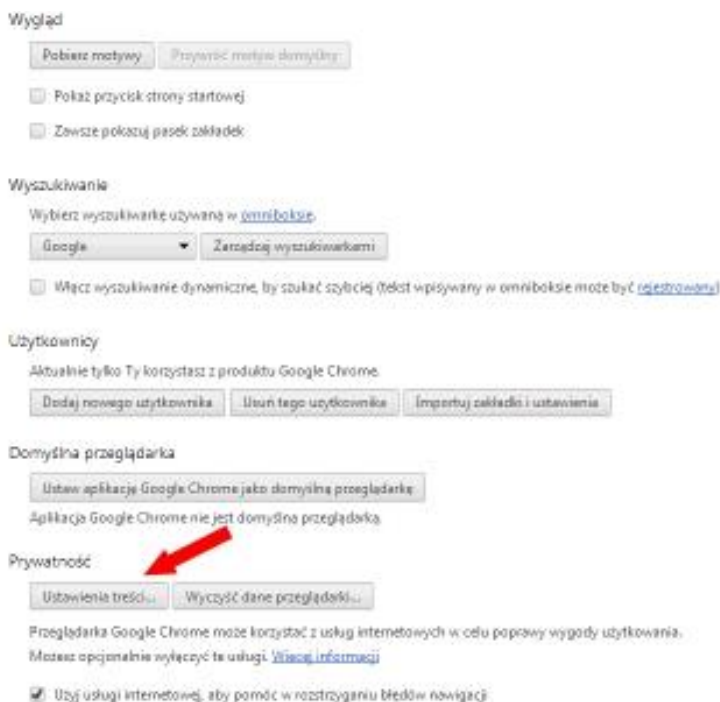 Wygląd
Pobierz motywy Przywróć motyw domyślny
Pokaż przycisk strony startowej
Zawsze pokazuj pasek zakładek
Wyszukiwanie
Wybierz wyszukiwarkę używaną w omniboksie.
Google Zarządzaj wyszukiwarkami
Włącz wyszukiwanie dynamiczne, by szukać szybciej (tekst wpisywany w omniboksie może być rejestrowany)
Użytkownicy
Aktualnie tylko Ty korzystasz z produktu Google Chrome.
Dodaj nowego użytkownika Usuń tego użytkownika Importuj zakładki i ustawienia
Domyślna przeglądarka
Ustaw aplikację Google Chrome jako domyślną przeglądarkę
Aplikacja Google Chrome nie jest domyślną przeglądarką.
Prywatność
Ustawienia treści... Wyczyść dane przeglądarki...
Przeglądarka Google Chrome może korzystać z usług internetowych w celu poprawy wygody użytkowania.
Możesz opcjonalnie wyłączyć te usługi. Więcej informacji
Użyj usługi internetowej, aby pomóc w rozstrzyganiu błędów nawigacji